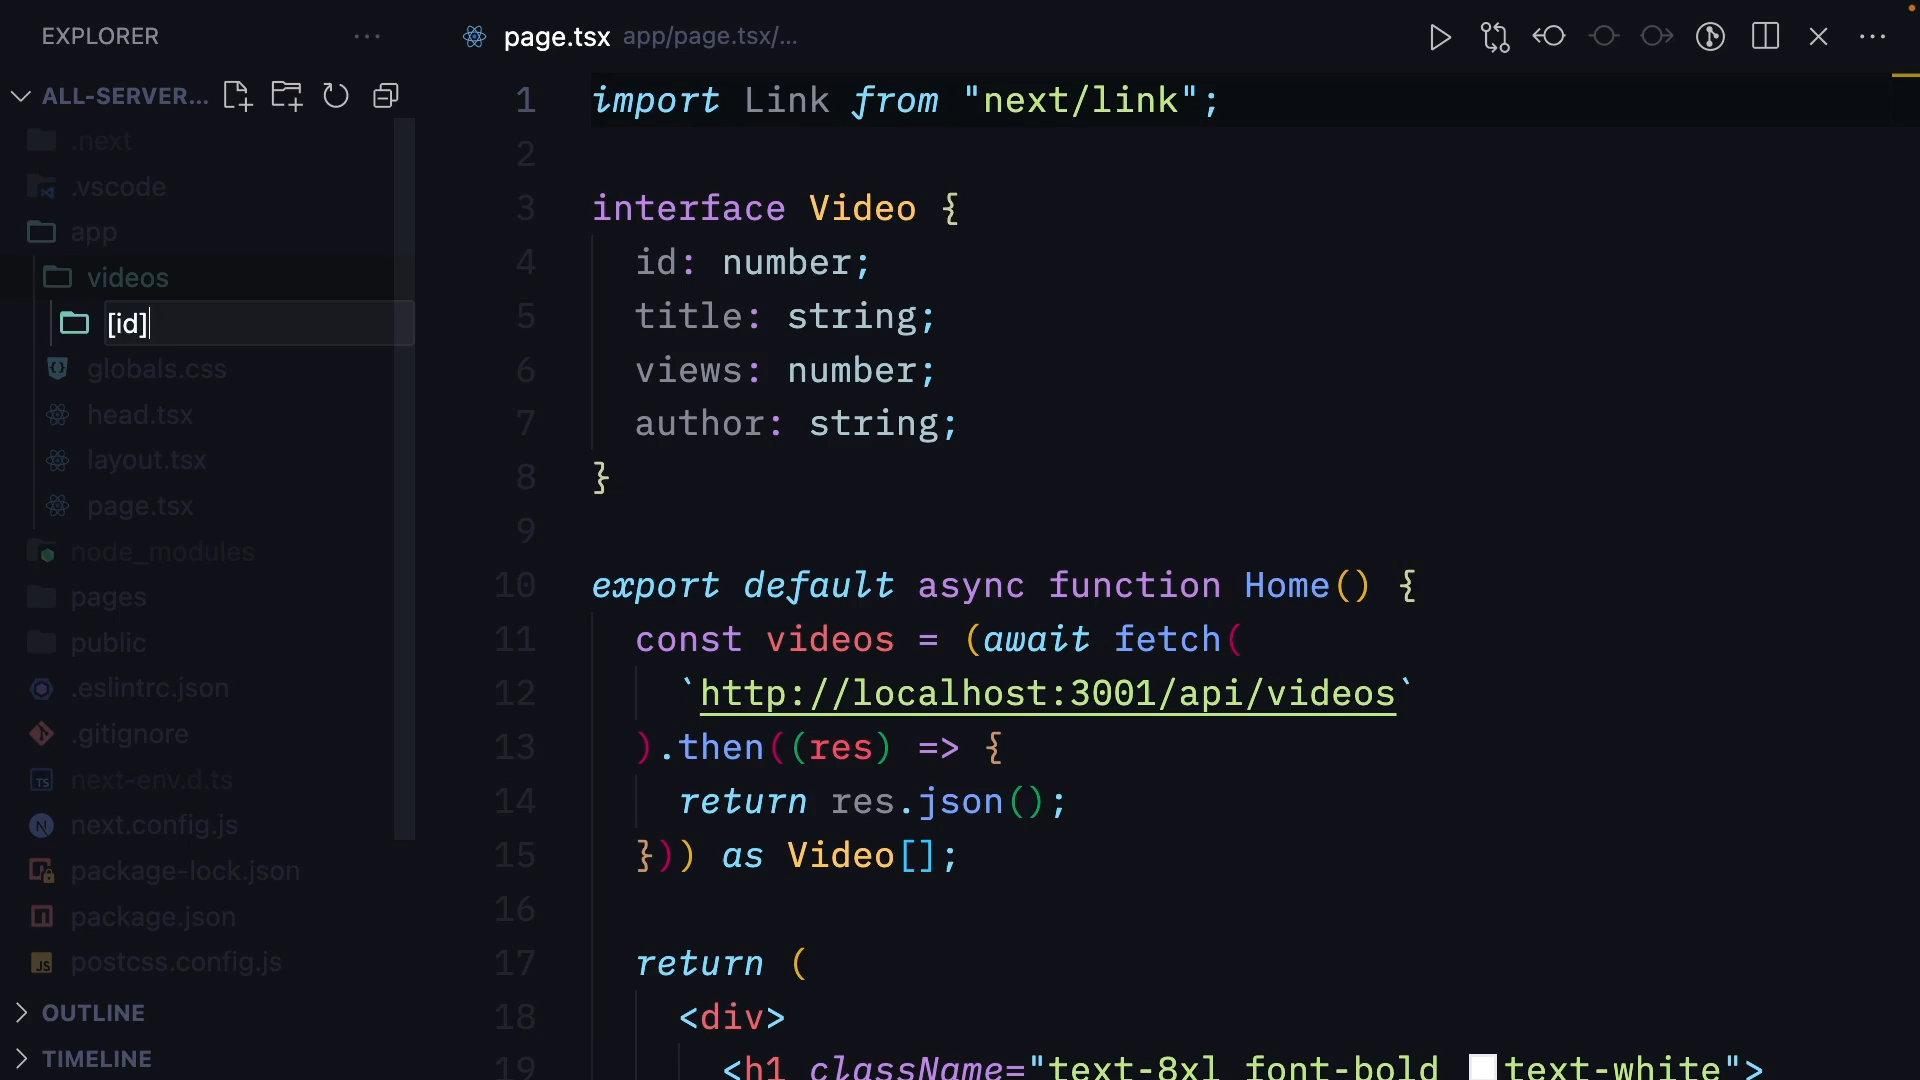 EXPLORER
ALL-SERVER...
.next
.vscode
app
videos
[id]
globals.css
head.tsx
layout.tsx
page.tsx
node_modules
pages
public
.eslintrc.json
.gitignore
next-env.d.ts
next.config.js
package-lock.json
package.json
postcss.config.js
OUTLINE
TIMELINE
page.tsx app/page.tsx/...
1 import Link from "next/link";
2
3 interface Video {
4 id: number;
5 title: string;
6 views: number;
7 author: string;
8 }
9
10 export default async function Home() {
11 const videos = (await fetch(
12 `http://localhost:3001/api/videos`
13 ).then((res) => {
14 return res.json();
15 })) as Video[];
16
17 return (
18 <div>
19 <h1 className="text-8xl font-bold text-white">